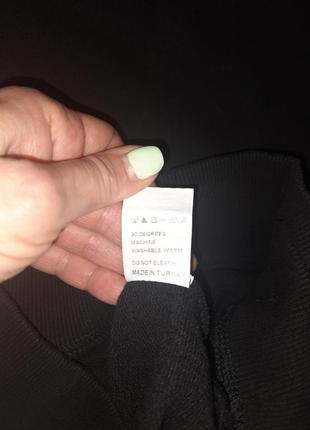 30 DEGREES
MACHINE
WASHABLE WARM
DO NOT BLEACH
MADE IN TURKEY